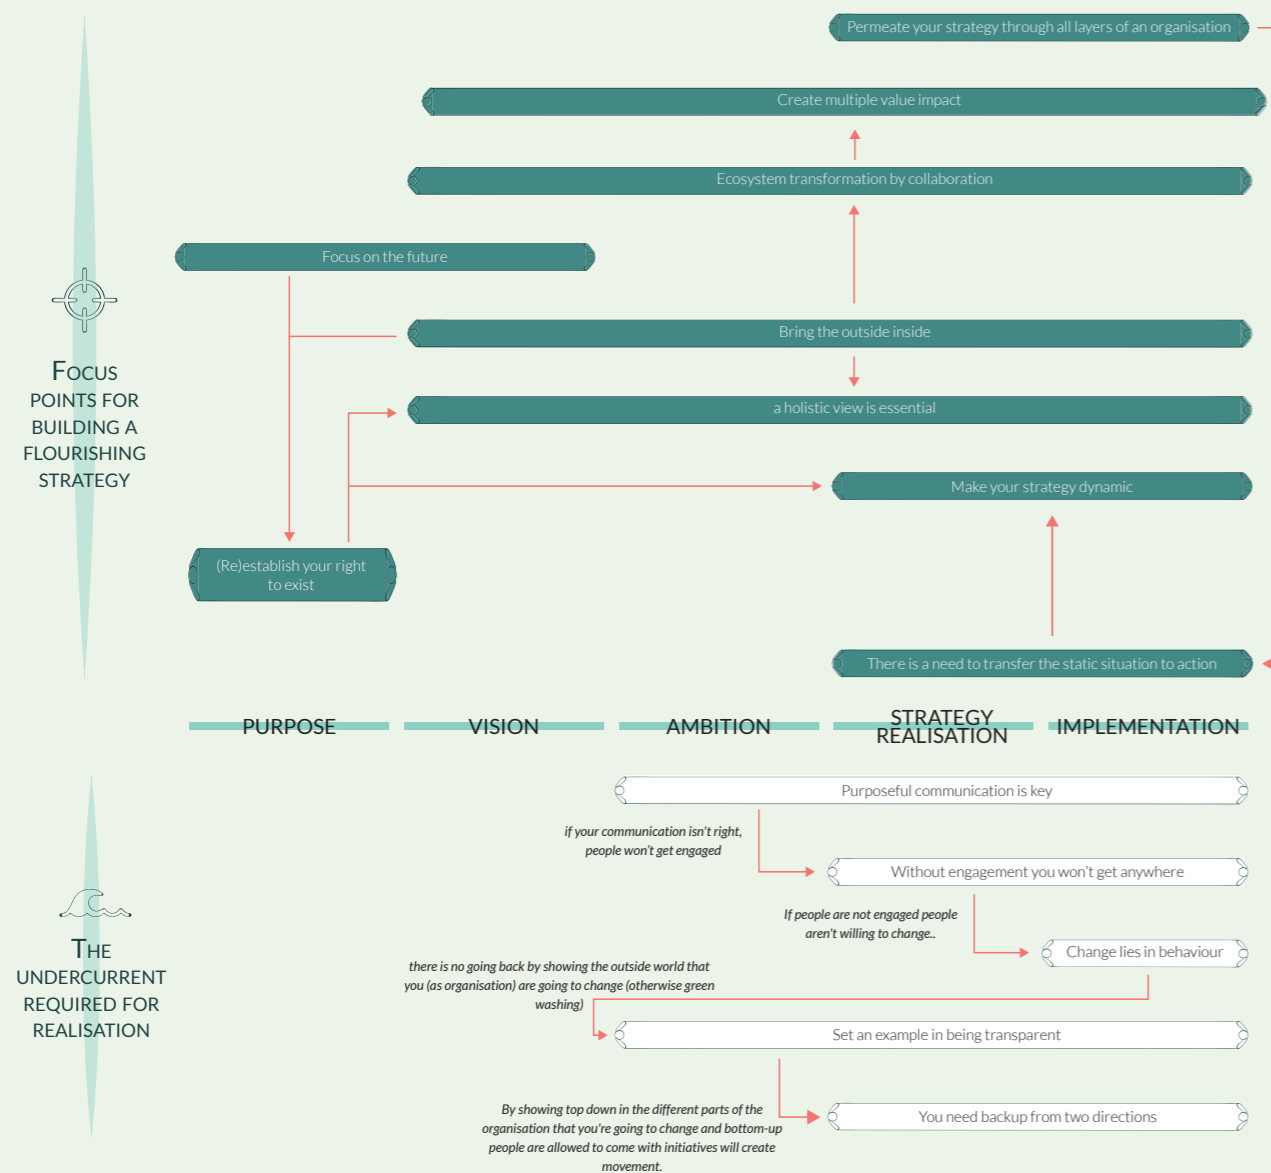 Permeate your strategy through all layers of an organisation
Create multiple value impact
Ecosystem transformation by collaboration
Focus on the future
Bring the outside inside
a holistic view is essential
Make your strategy dynamic
(Re)establish your right
to exist
There is a need to transfer the static situation to action
FOCUS
POINTS FOR
BUILDING A
FLOURISHING
STRATEGY
PURPOSE
VISION
AMBITION
STRATEGY
REALISATION
IMPLEMENTATION
Purposeful communication is key
if your communication isn't right,
people won't get engaged
Without engagement you won't get anywhere
If people are not engaged people
aren't willing to change..
Change lies in behaviour
there is no going back by showing the outside world that
you (as organisation) are going to change (otherwise green
washing)
Set an example in being transparent
By showing top down in the different parts of the
organisation that you're going to change and bottom-up
people are allowed to come with initiatives will create
movement.
You need backup from two directions
THE
UNDERCURRENT
REQUIRED FOR
REALISATION